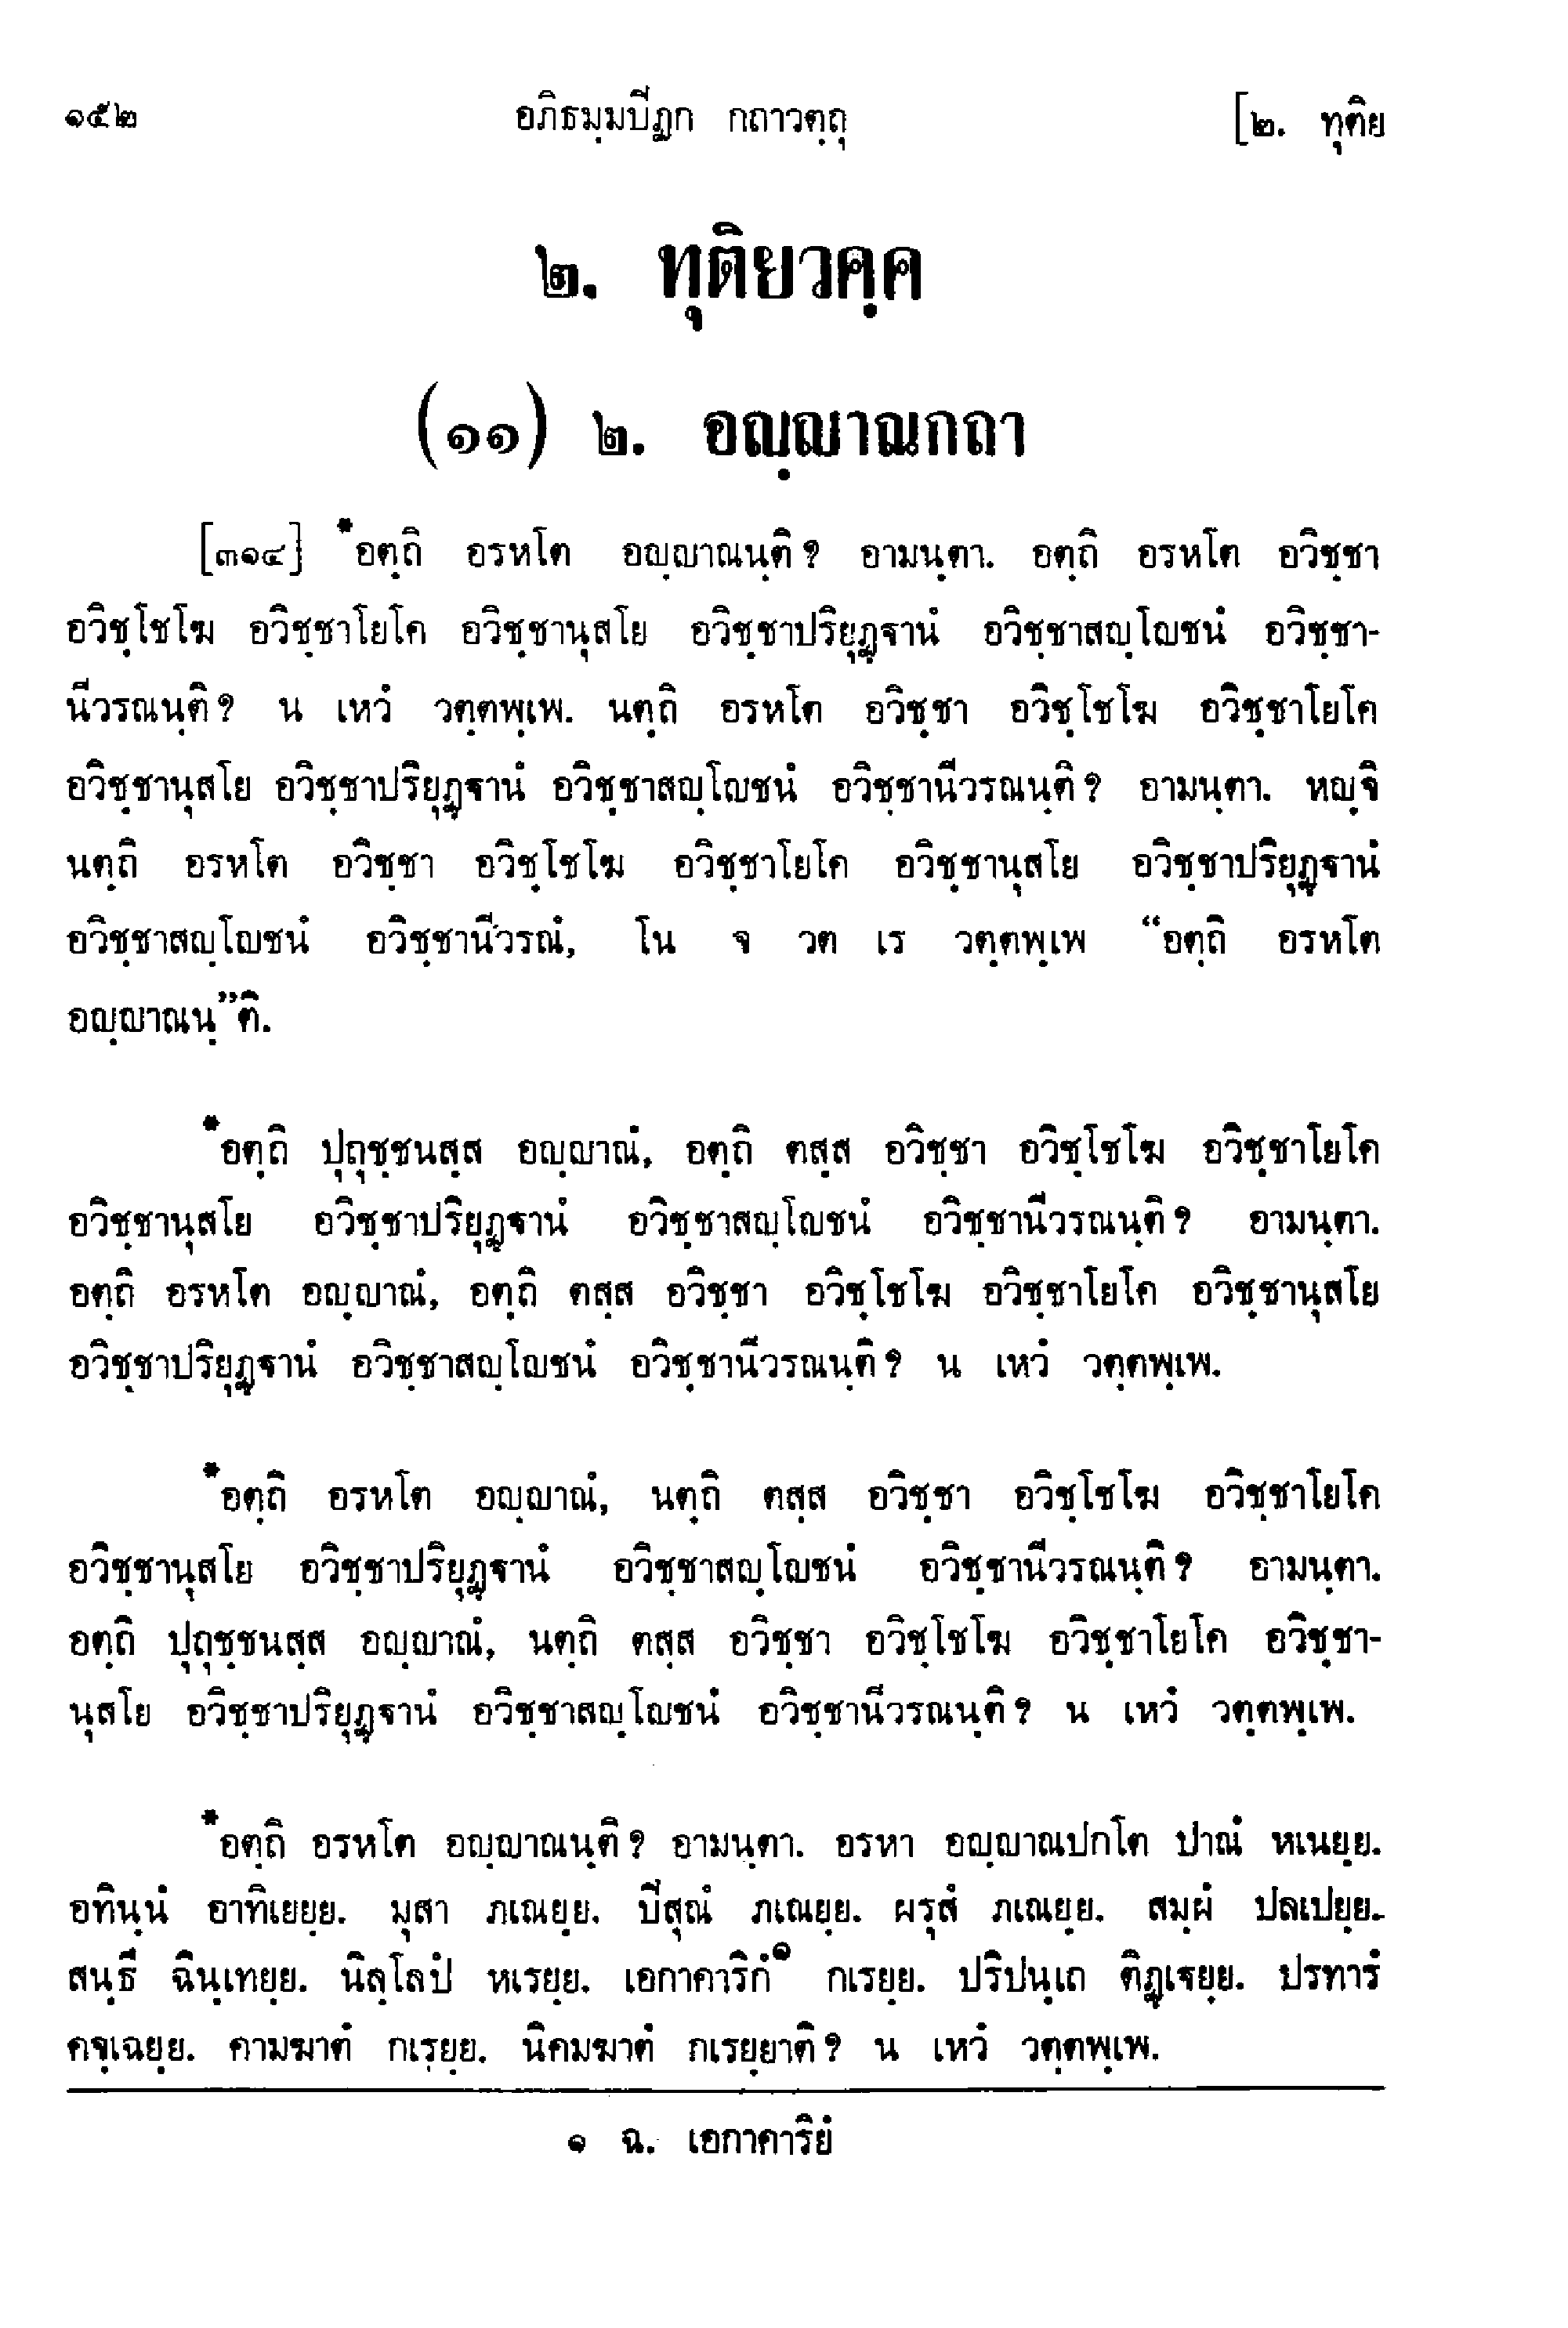 ๑๕๒ อภิธมฺมปีฏก กถาวตฺถุ [๒. ทุติย
๒. ทุติยวคฺค
(๑๑) ๒. อญฺญาณกถา
[๓๑๔] *อตฺถิ อรหโต อญฺญาณนฺติ? อามนฺตา. อตฺถิ อรหโต อวิชฺชา
อวิชฺโชโฆ อวิชฺชาโยโค อวิชฺชานุสโย อวิชฺชาปริยุฏฺฐานํ อวิชฺชาสญฺโญชนํ อวิชฺชา-
นีวรณนฺติ? น เหวํ วตฺตพฺเพ. นตฺถิ อรหโต อวิชฺชา อวิชฺโชโฆ อวิชฺชาโยโค
อวิชฺชานุสโย อวิชฺชาปริยุฏฺฐานํ อวิชฺชาสญฺโญชนํ อวิชฺชานีวรณนฺติ? อามนฺตา. หญฺจิ
นตฺถิ อรหโต อวิชฺชา อวิชฺโชโฆ อวิชฺชาโยโค อวิชฺชานุสโย อวิชฺชาปริยุฏฺฐานํ
อวิชฺชาสญฺโญชนํ อวิชฺชานีวรณํ, โน จ วต เร วตฺตพฺเพ “อตฺถิ อรหโต
อญฺญาณนฺ”ติ.
*อตฺถิ ปุถุชฺชนสฺส อญฺญาณํ, อตฺถิ ตสฺส อวิชฺชา อวิชฺโชโฆ อวิชฺชาโยโค
อวิชฺชานุสโย อวิชฺชาปริยุฏฺฐานํ อวิชฺชาสญฺโญชนํ อวิชฺชานีวรณนฺติ? อามนฺตา.
อตฺถิ อรหโต อญฺญาณํ, อตฺถิ ตสฺส อวิชฺชา อวิชฺโชโฆ อวิชฺชาโยโค อวิชฺชานุสโย
อวิชฺชาปริยุฏฺฐานํ อวิชฺชาสญฺโญชนํ อวิชฺชานีวรณนฺติ? น เหวํ วตฺตพฺเพ.
*อตฺถิ อรหโต อญฺญาณํ, นตฺถิ ตสฺส อวิชฺชา อวิชฺโชโฆ อวิชฺชาโยโค
อวิชฺชานุสโย อวิชฺชาปริยุฏฺฐานํ อวิชฺชาสญฺโญชนํ อวิชฺชานีวรณนฺติ? อามนฺตา.
อตฺถิ ปุถุชฺชนสฺส อญฺญาณํ, นตฺถิ ตสฺส อวิชฺชา อวิชฺโชโฆ อวิชฺชาโยโค อวิชฺชา-
นุสโย อวิชฺชาปริยุฏฺฐานํ อวิชฺชาสญฺโญชนํ อวิชฺชานีวรณนฺติ? น เหวํ วตฺตพฺเพ.
*อตฺถิ อรหโต อญฺญาณนฺติ? อามนฺตา. อรหา อญฺญาณปกโต ปาณํ หเนยฺย.
อทินฺนํ อาทิเยยฺย. มุสา ภเณยฺย. ปีสุณํ ภเณยฺย. ผรุสํ ภเณยฺย. สมฺผํ ปลเปยฺย.
สนฺธึ ฉินฺเทยฺย. นิลฺโลปํ หเรยฺย. เอกาคาริกํ๑ กเรยฺย. ปริปนฺเถ ติฏฺเฐยฺย. ปรทารํ
คจฺเฉยฺย. คามฆาตํ กเรยฺย. นิคมฆาตํ กเรยฺยาติ? น เหวํ วตฺตพฺเพ.
๑ ฉ. เอกาคาริยํ